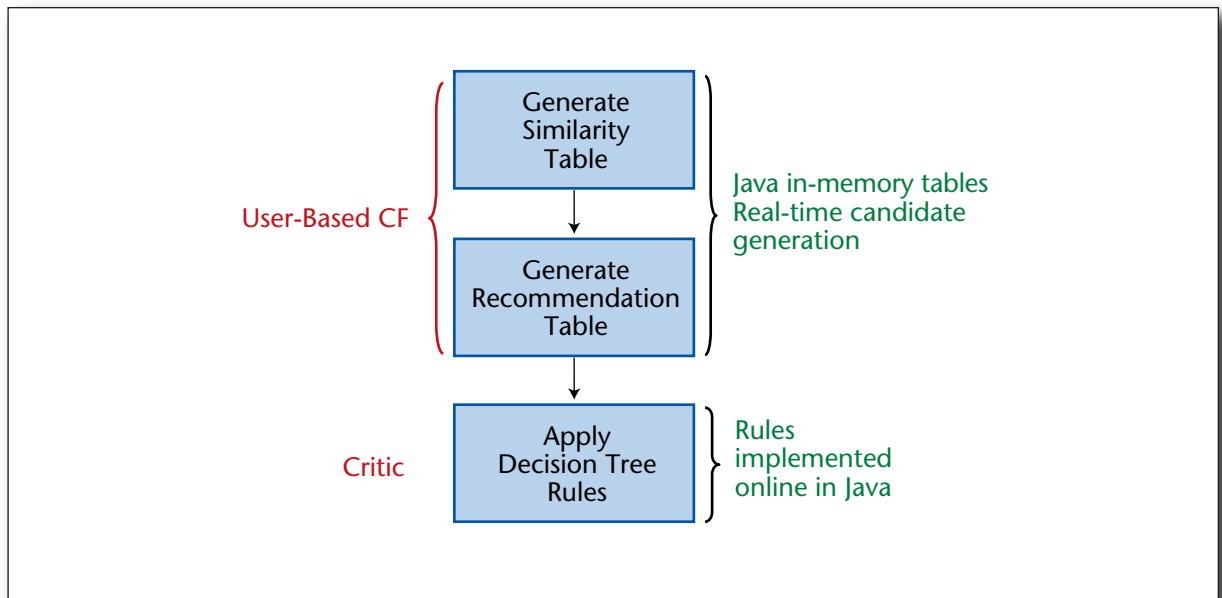 Generate
Similarity
Table
User-Based CF
Java in-memory tables
Real-time candidate
generation
Generate
Recommendation
Table
Critic
Apply
Decision Tree
Rules
Rules
implemented
online in Java